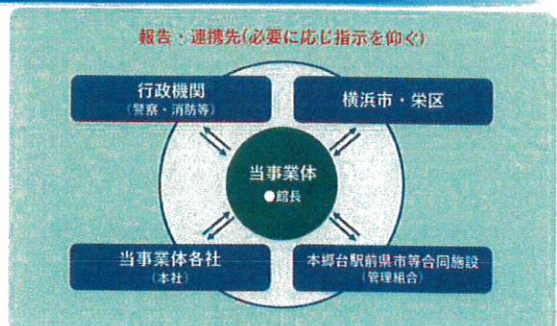 報告・連携先(必要に応じ指示を仰ぐ)
行政機関
(警察・消防等)
横浜市・栄区
当事業体
●館長
当事業体各社
(本社)
本郷台駅前県市等合同施設
(管理組合)